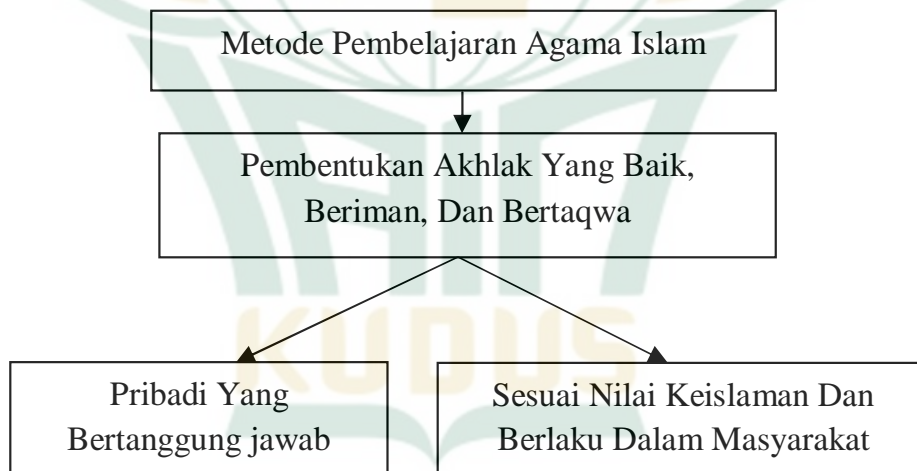 Metode Pembelajaran Agama Islam
Pembentukan Akhlak Yang Baik,
Beriman, Dan Bertaqwa
KUDUS
Pribadi Yang
Bertanggung jawab
Sesuai Nilai Keislaman Dan
Berlaku Dalam Masyarakat